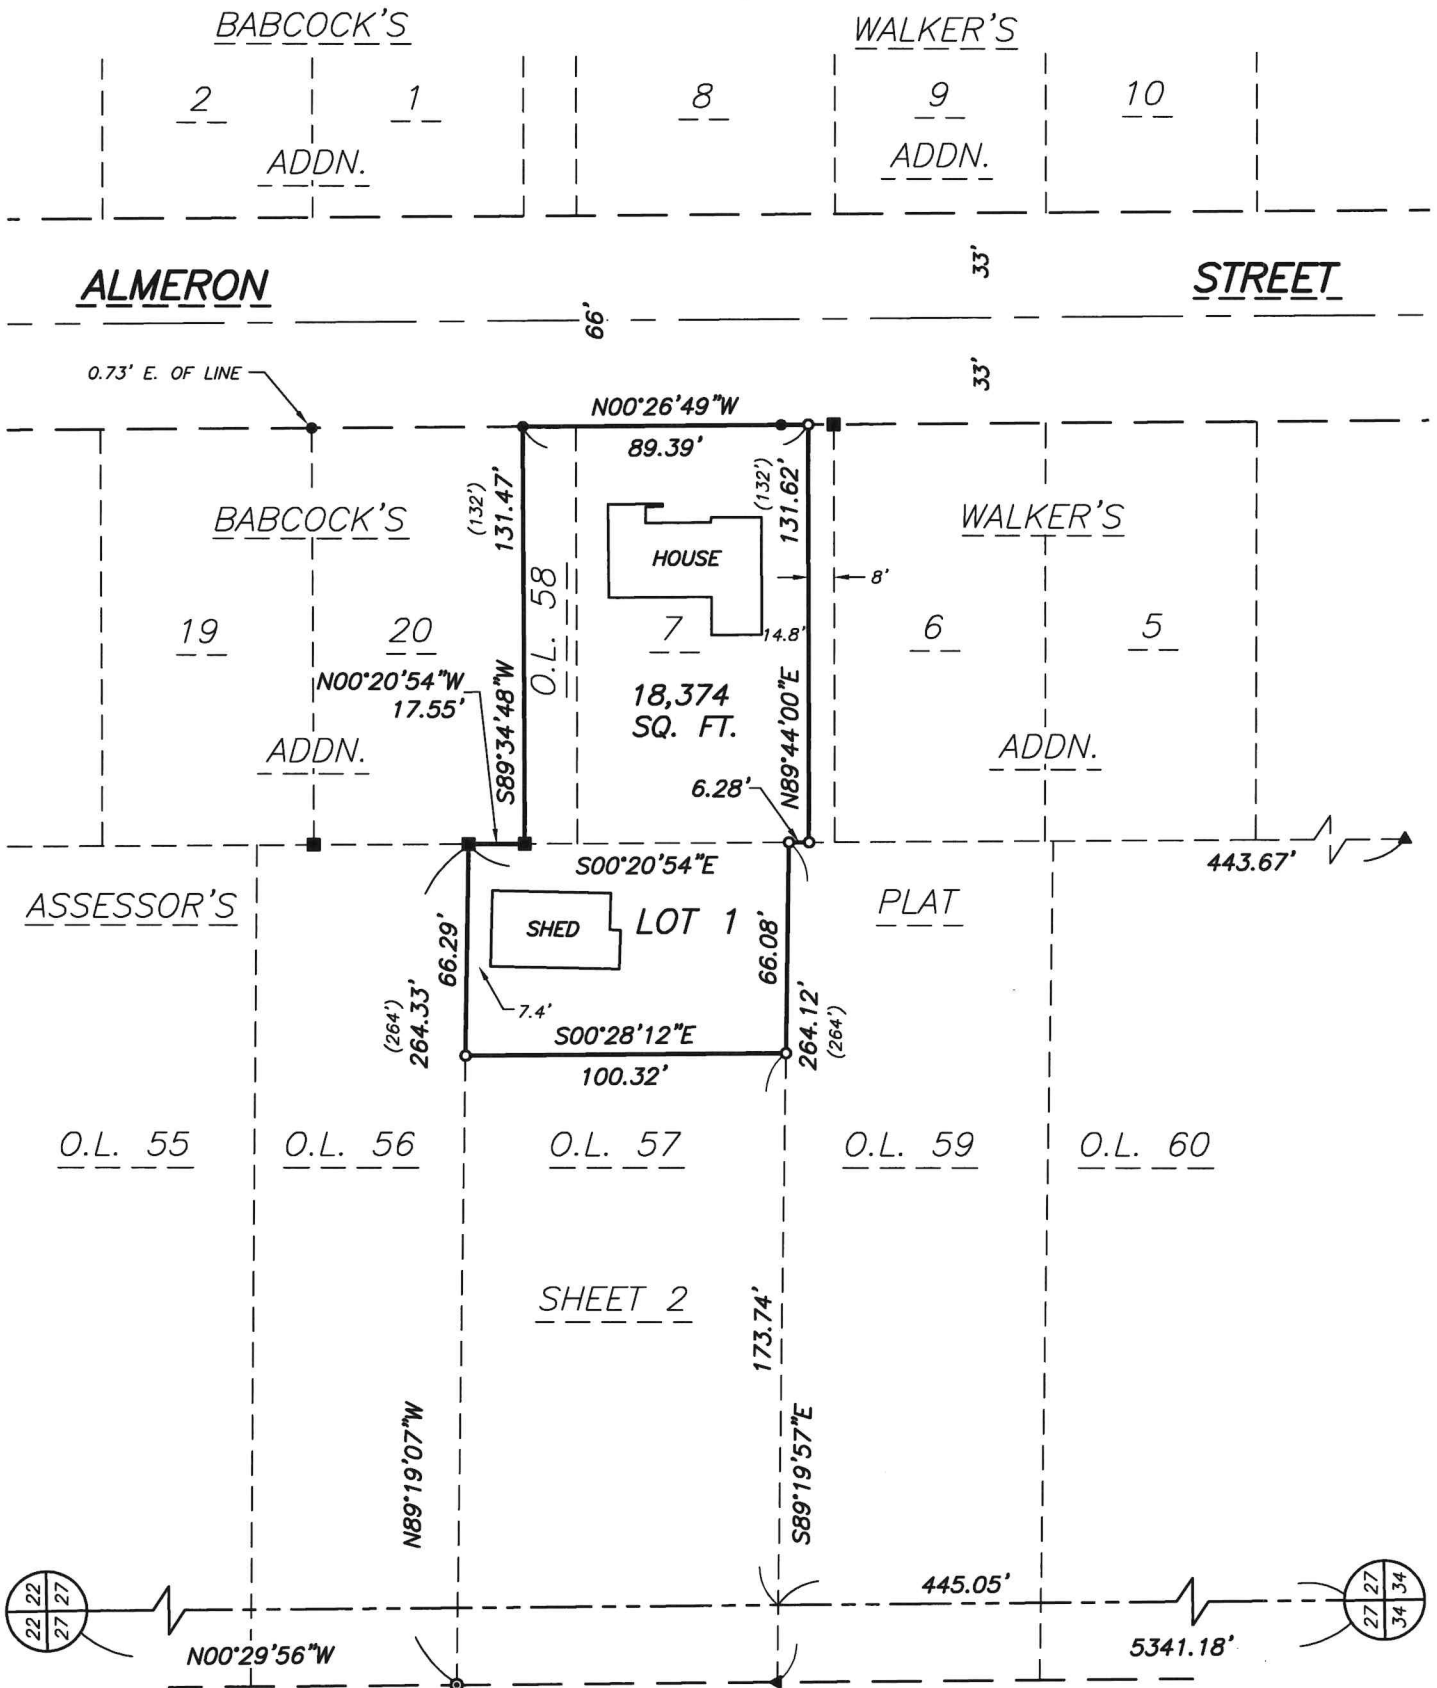 BABCOCK'S
WALKER'S
2
1
8
9
10
ADDN.
ADDN.
33'
ALMERON
STREET
66'
33'
0.73' E. OF LINE
N00°26'49"W
89.39'
(132')
131.47'
(132')
131.62'
BABCOCK'S
WALKER'S
HOUSE
8'
O.L. 58
19
20
7
14.8'
6
5
N00°20'54"W
17.55'
S89°34'48"W
18,374
SQ. FT.
N89°44'00"E
ADDN.
ADDN.
6.28'
S00°20'54"E
443.67'
ASSESSOR'S
PLAT
SHED
LOT 1
66.29'
66.08'
7.4'
(264')
264.33'
264.12'
(264')
S00°28'12"E
100.32'
O.L. 55
O.L. 56
O.L. 57
O.L. 59
O.L. 60
SHEET 2
173.74'
N89°19'07"W
S89°19'57"E
22 27
22 27
445.05'
27 34
27 34
N00°29'56"W
5341.18'